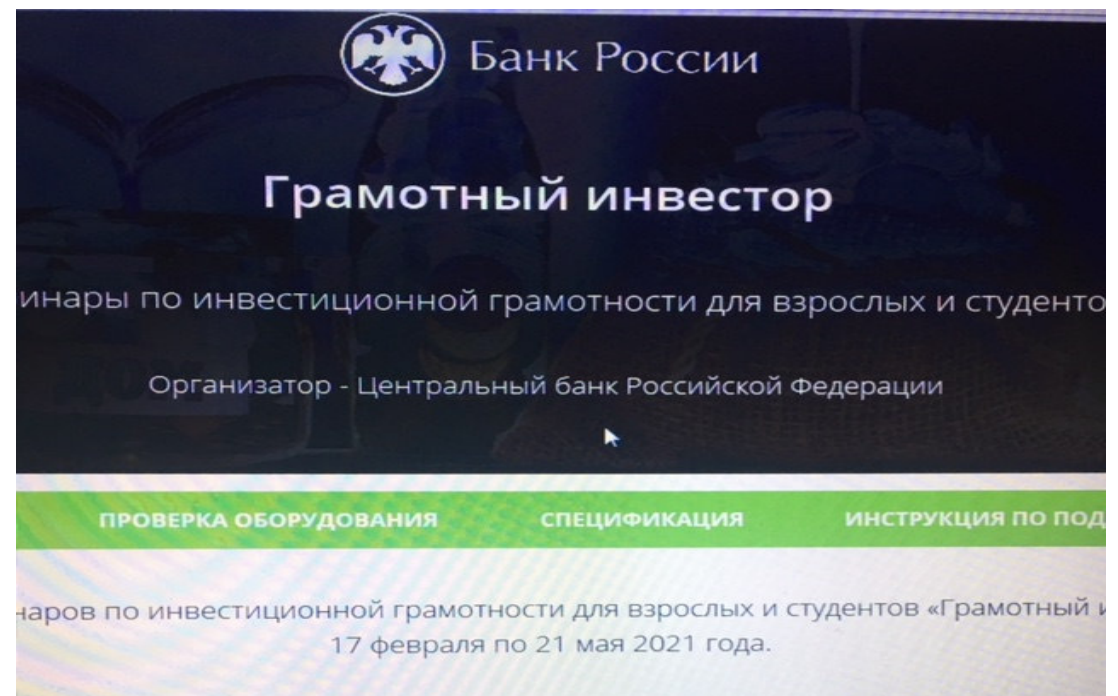 Банк России
Грамотный инвестор
инары по инвестиционной грамотности для взрослых и студенто
Организатор - Центральный банк Российской Федерации
ПРОВЕРКА ОБОРУДОВАНИЯ СПЕЦИФИКАЦИЯ ИНСТРУКЦИЯ ПО ПОД
наров по инвестиционной грамотности для взрослых и студентов «Грамотный и
17 февраля по 21 мая 2021 года.